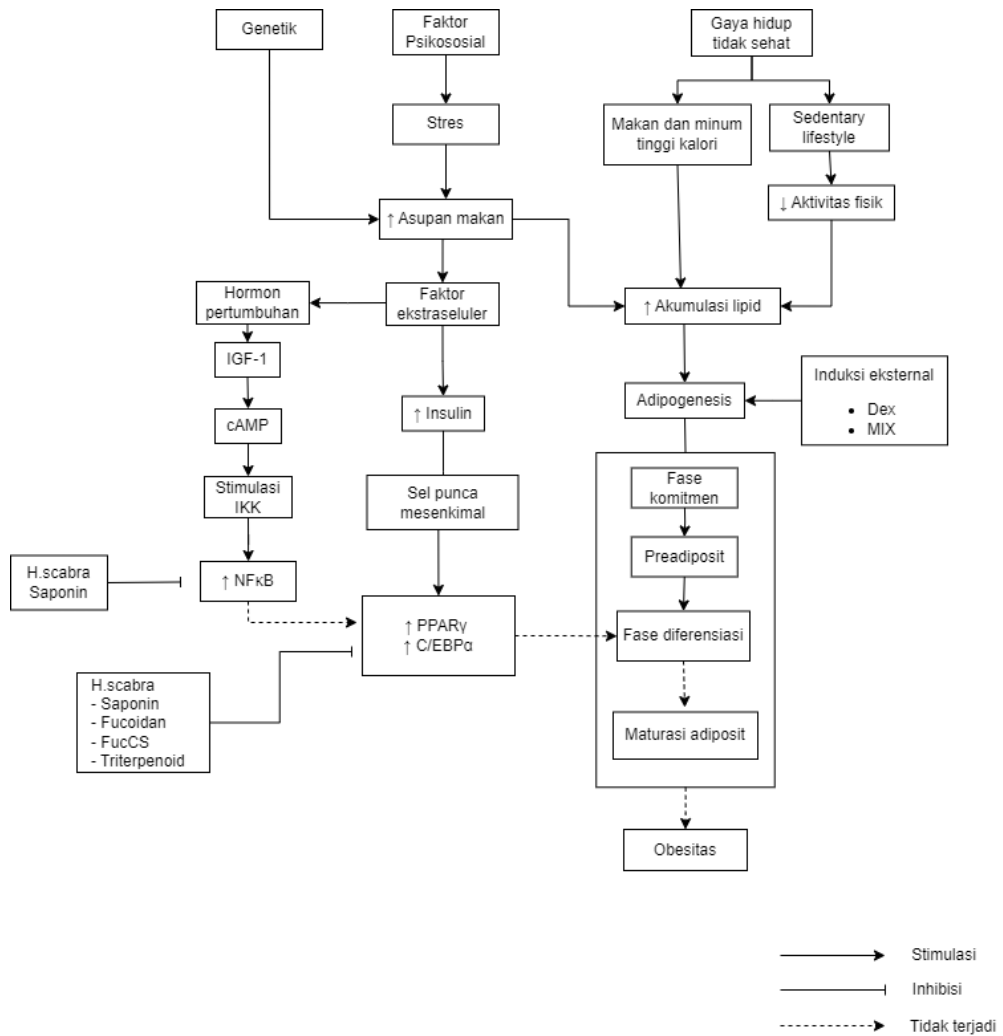 Genetik
Faktor
Psikososial
Gaya hidup
tidak sehat
Stres
Makan dan minum
tinggi kalori
Sedentary
lifestyle
↑ Asupan makan
↓ Aktivitas fisik
Hormon
pertumbuhan
Faktor
ekstraseluler
↑ Akumulasi lipid
IGF-1
↑ Insulin
Adipogenesis
Induksi eksternal
• Dex
• MIX
cAMP
Stimulasi
IKK
Sel punca
mesenkimal
Fase
komitmen
Preadiposit
H.scabra
Saponin
↑ NFκB
↑ PPARγ
↑ C/EBPα
Fase diferensiasi
H.scabra
- Saponin
- Fucoidan
- FucCS
- Triterpenoid
Maturasi adiposit
Obesitas
Stimulasi
Inhibisi
Tidak terjadi